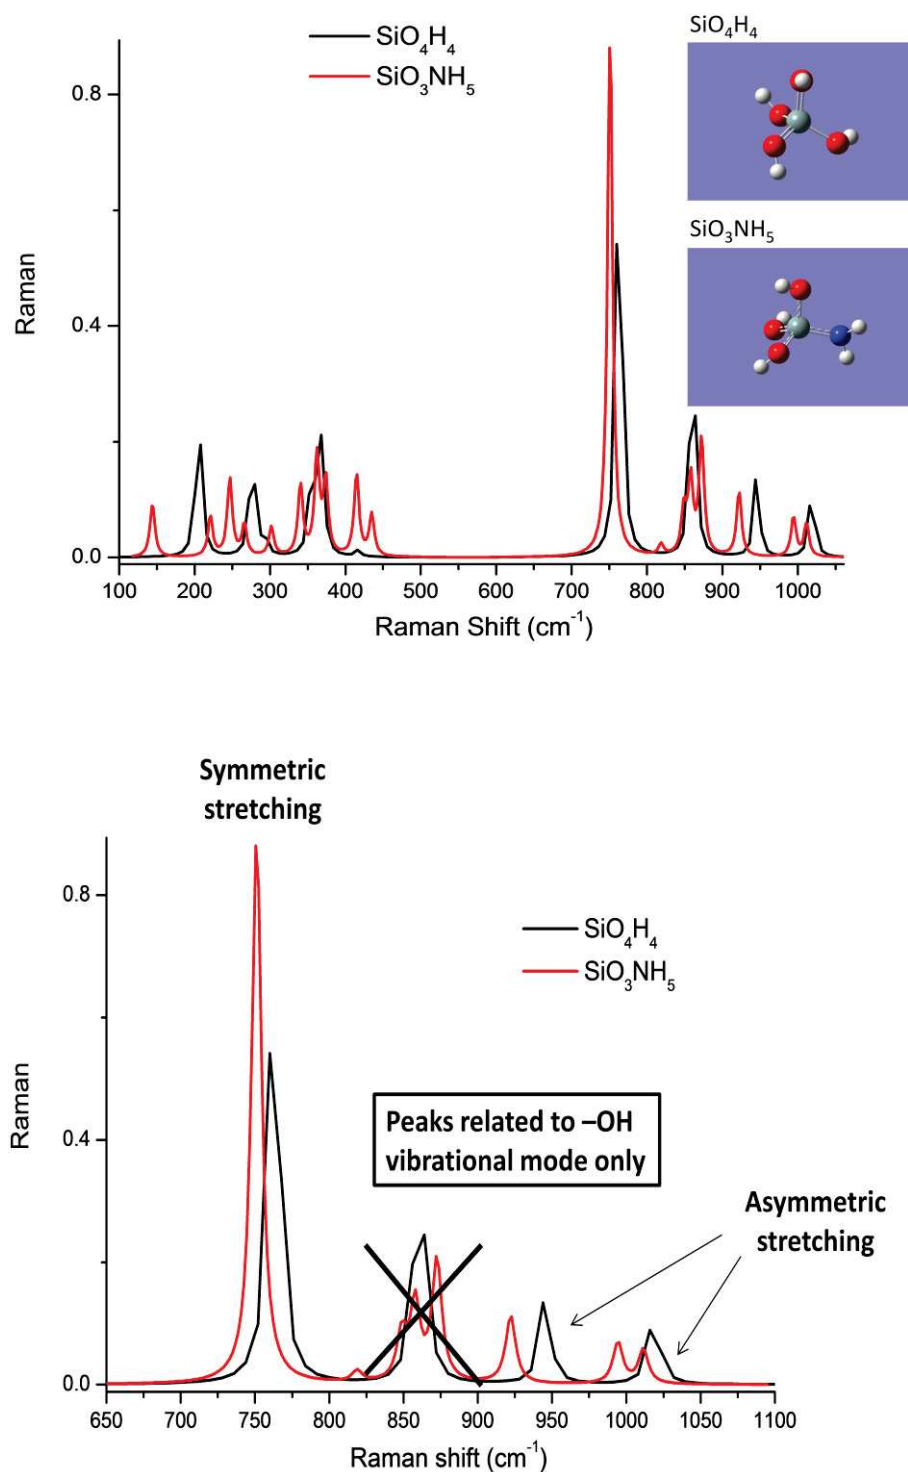 SiO4H4
SiO3NH5
SiO4H4
SiO3NH5
Raman
0.8
0.4
0.0
100 200 300 400 500 600 700 800 900 1000
Raman Shift (cm-1)
Symmetric
stretching
SiO4H4
SiO3NH5
Peaks related to –OH
vibrational mode only
Asymmetric
stretching
Raman
0.8
0.4
0.0
650 700 750 800 850 900 950 1000 1050 1100
Raman shift (cm-1)